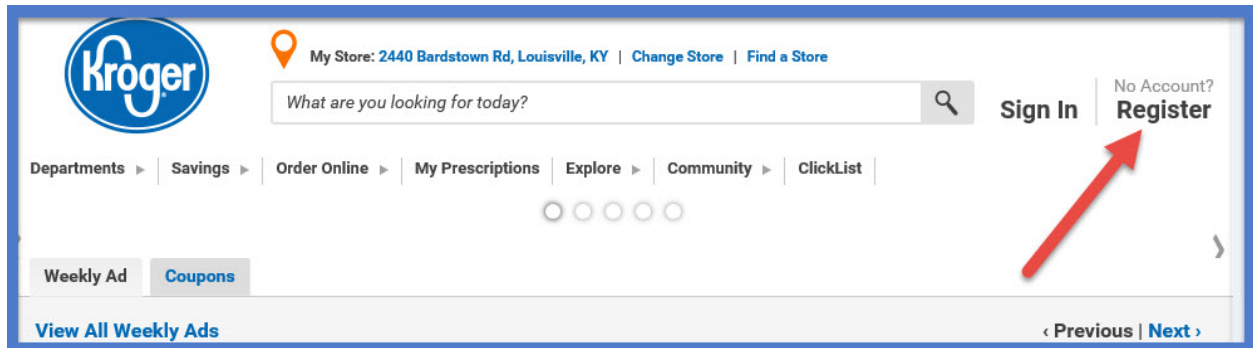 Kroger
My Store: 2440 Bardstown Rd, Louisville, KY | Change Store | Find a Store
What are you looking for today?
No Account?
Sign In
Register
Departments Savings Order Online My Prescriptions Explore Community ClickList
Weekly Ad Coupons
View All Weekly Ads
‹ Previous | Next ›